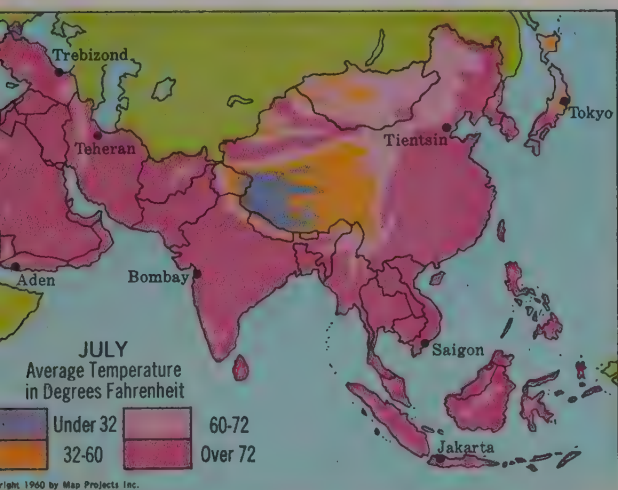 Trebizond
Tokyo
Tientsin
Teheran
Aden
Bombay
Saigon
JULY
Average Temperature
in Degrees Fahrenheit
Under 32
60-72
32-60
Over 72
Jakarta
right 1960 by Map Projects Inc.